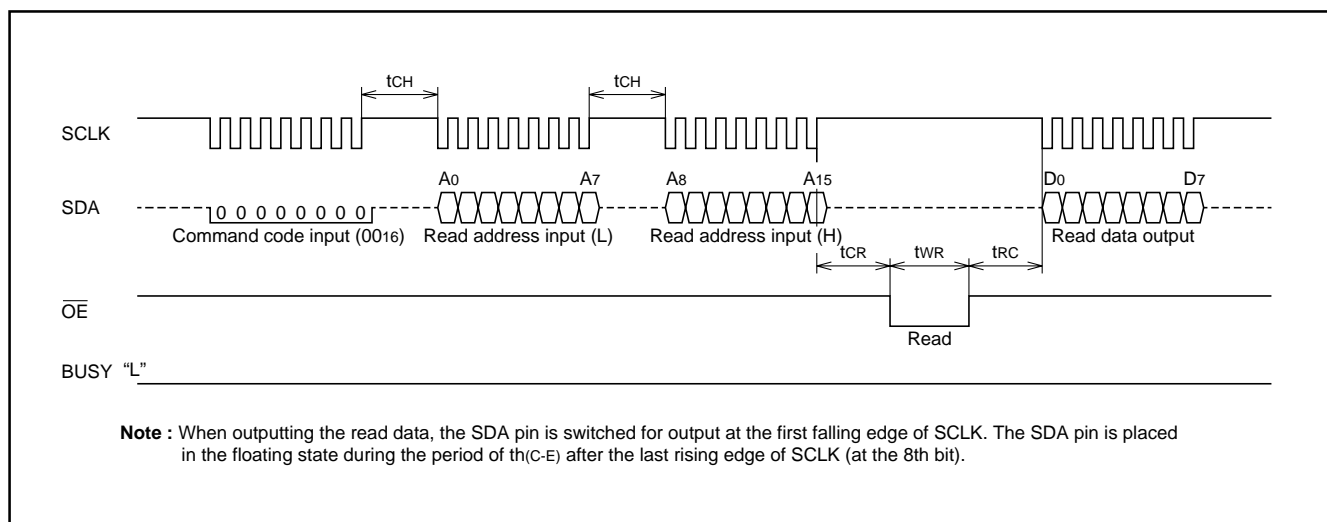 tCH tCH
SCLK
A0 A7 A8 A15 D0 D7
SDA
0 0 0 0 0 0 0 0
Command code input (0016) Read address input (L) Read address input (H) Read data output
tCR tWR tRC
OE
Read
BUSY “L”
Note : When outputting the read data, the SDA pin is switched for output at the first falling edge of SCLK. The SDA pin is placed
in the floating state during the period of th(C-E) after the last rising edge of SCLK (at the 8th bit).